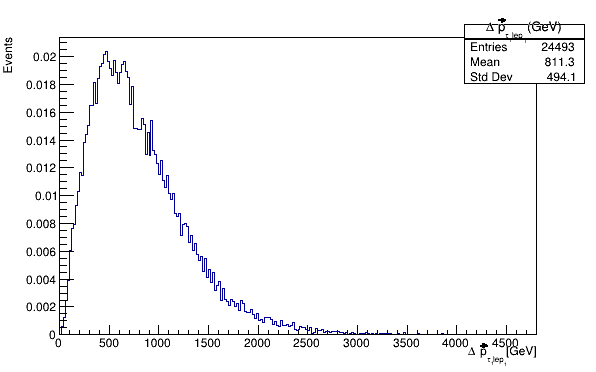 Δ p⃗ τ,lep (GeV)
Entries 24493
Mean 811.3
Std Dev 494.1
Events
0.02
0.018
0.016
0.014
0.012
0.01
0.008
0.006
0.004
0.002
0
0 500 1000 1500 2000 2500 3000 3500 4000 4500
Δ p⃗ τ₁lep₁ [GeV]